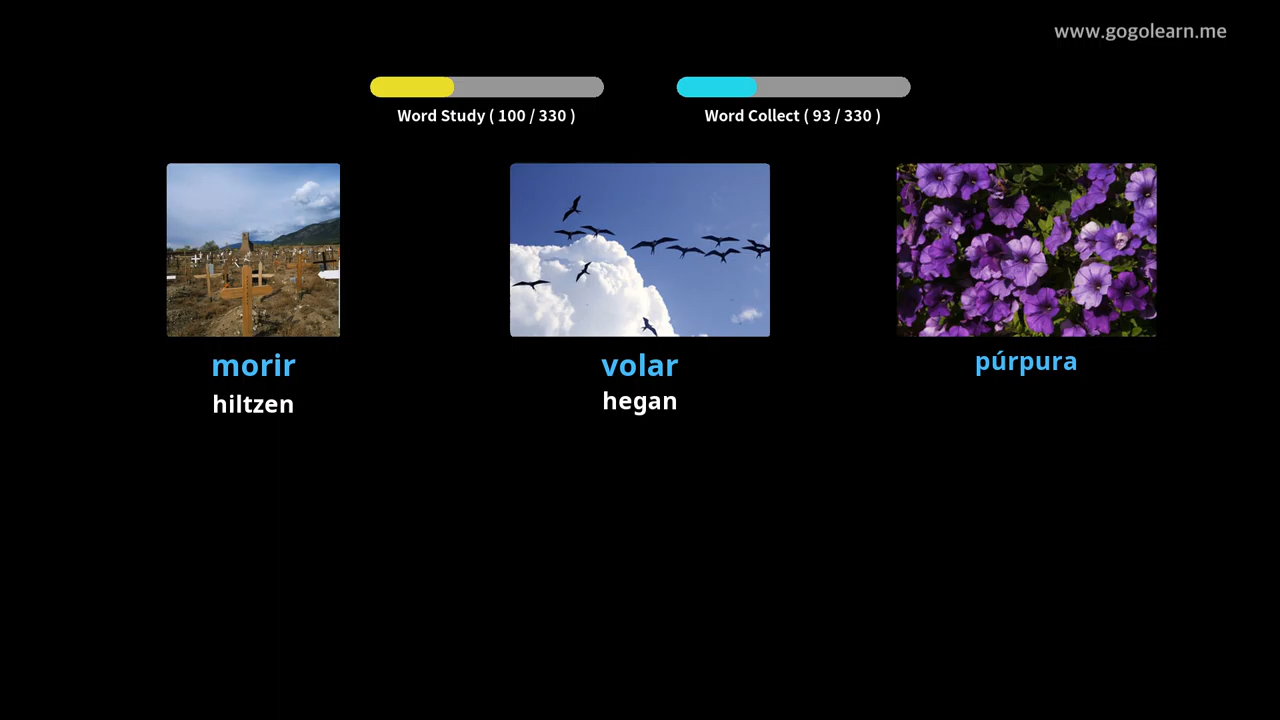 www.gogolearn.me
Word Study ( 100 / 330 )
Word Collect ( 93 / 330 )
morir
hiltzen
volar
hegan
púrpura